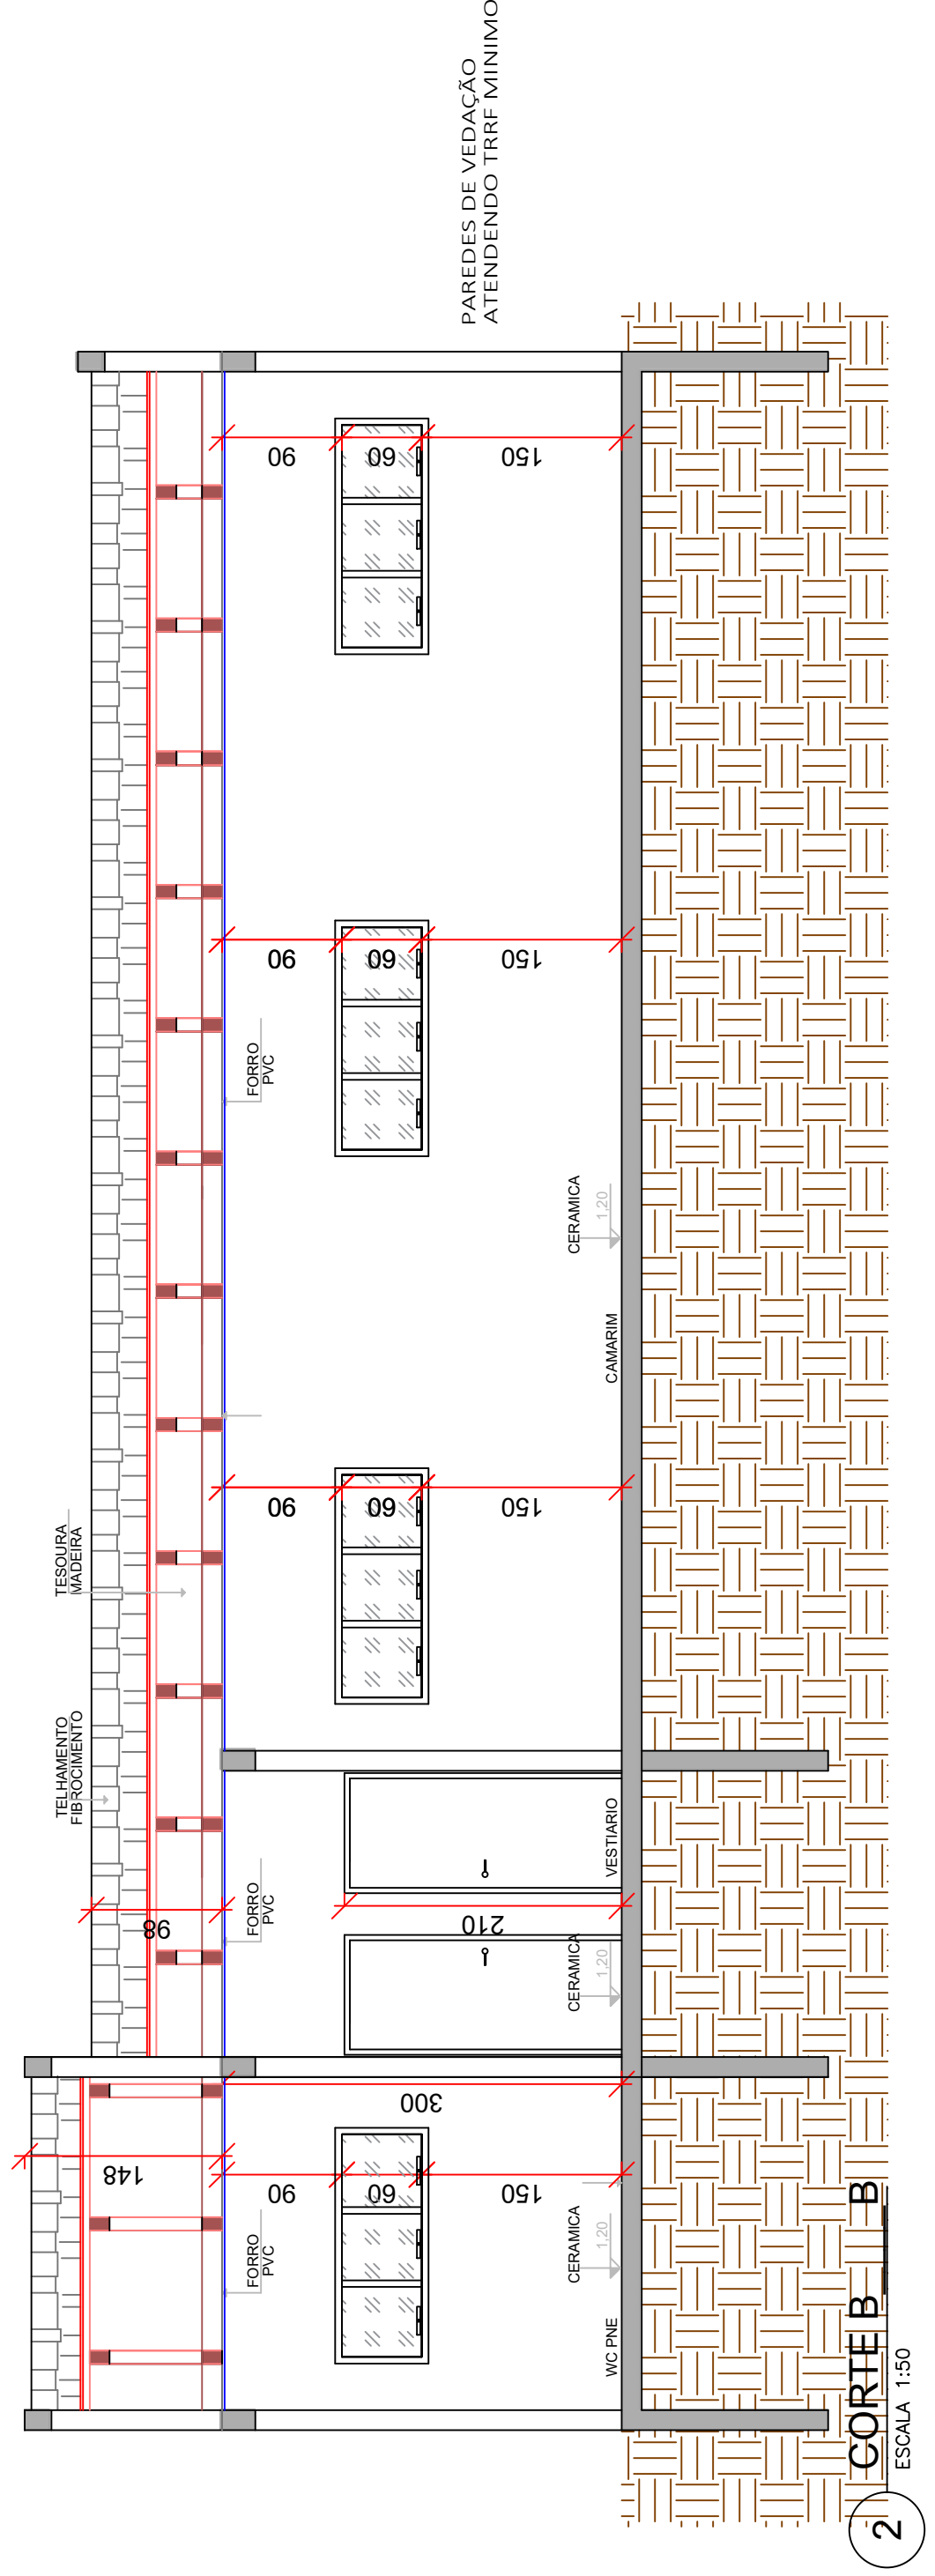 PAREDES DE VEDAÇÃO
ATENDENDO TRRF MINIMO
TELHAMENTO
FIBROCIMENTO
TESOURA
MADEIRA
148
98
FORRO
PVC
FORRO
PVC
FORRO
PVC
90
60
150
300
210
90
60
150
90
60
150
90
60
150
CERAMICA
1,20
CERAMICA
1,20
CERAMICA
1,20
WC PNE
VESTIARIO
CAMARIM
2
CORTE B B
ESCALA 1:50